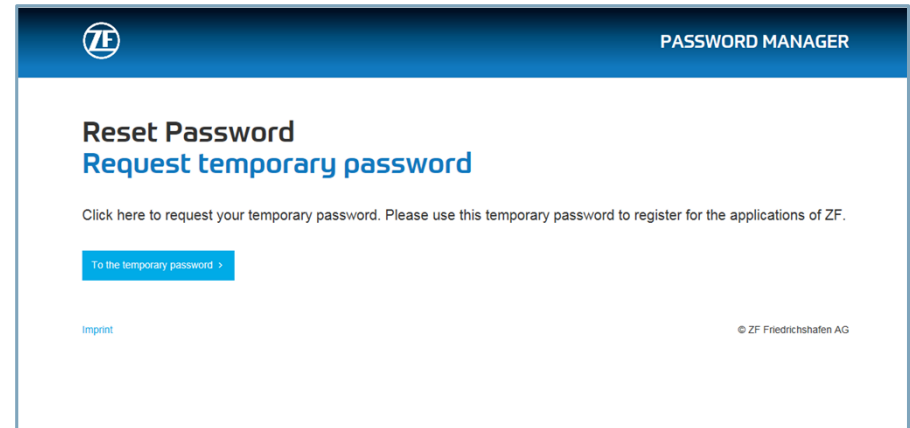 ZF
PASSWORD MANAGER
Reset Password
Request temporary password
Click here to request your temporary password. Please use this temporary password to register for the applications of ZF.
To the temporary password >
Imprint
© ZF Friedrichshafen AG